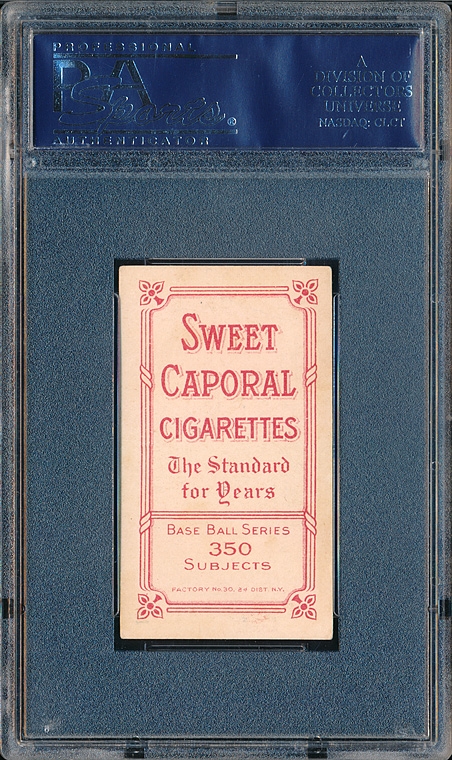 PROFESSIONAL
PSA
Sports®
AUTHENTICATOR
A
DIVISION OF
COLLECTORS
UNIVERSE
NASDAQ: CLCT
SWEET
CAPORAL
CIGARETTES
The Standard
for Years
BASE BALL SERIES
350
SUBJECTS
FACTORY No. 30, 2d DIST. N.Y.